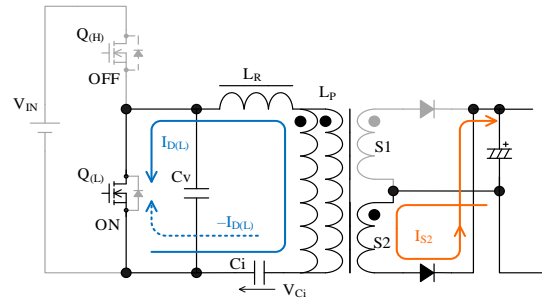 Q(H)
OFF
VIN
LR
LP
ID(L)
S1
+
Q(L)
Cv
ON
–ID(L)
S2
IS2
Ci
VCi